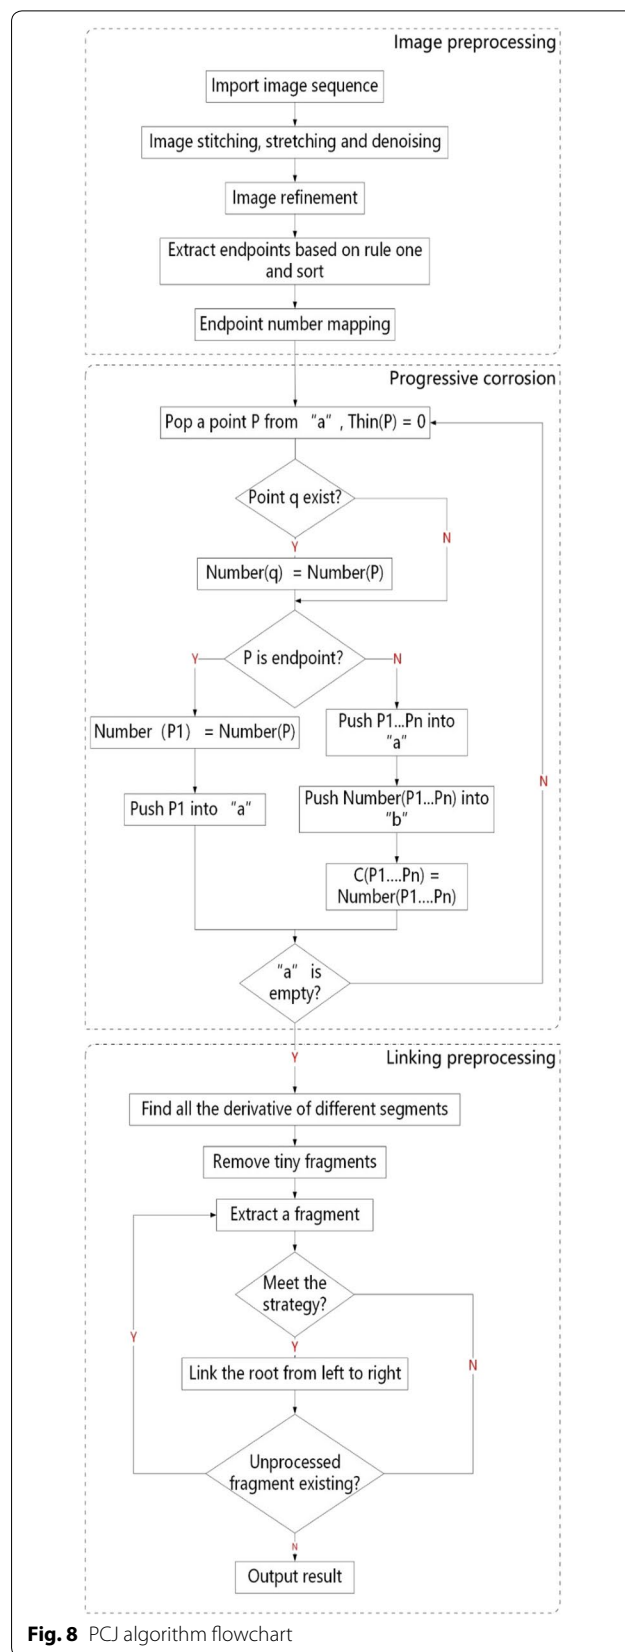 Image preprocessing
Import image sequence
Image stitching, stretching and denoising
Image refinement
Extract endpoints based on rule one
and sort
Endpoint number mapping
Progressive corrosion
Pop a point P from “a” , Thin(P) = 0
Point q exist?
N
Y
Number(q) = Number(P)
P is endpoint?
Y
N
Number (P1) = Number(P)
Push P1...Pn into
"a"
N
Push P1 into “a”
Push Number(P1...Pn) into
"b"
C(P1....Pn) =
Number(P1....Pn)
“a” is
empty?
Y
Linking preprocessing
Find all the derivative of different segments
Remove tiny fragments
Extract a fragment
Meet the
strategy?
Y
Y
N
Link the root from left to right
Unprocessed
fragment existing?
N
Output result
Fig. 8 PCJ algorithm flowchart